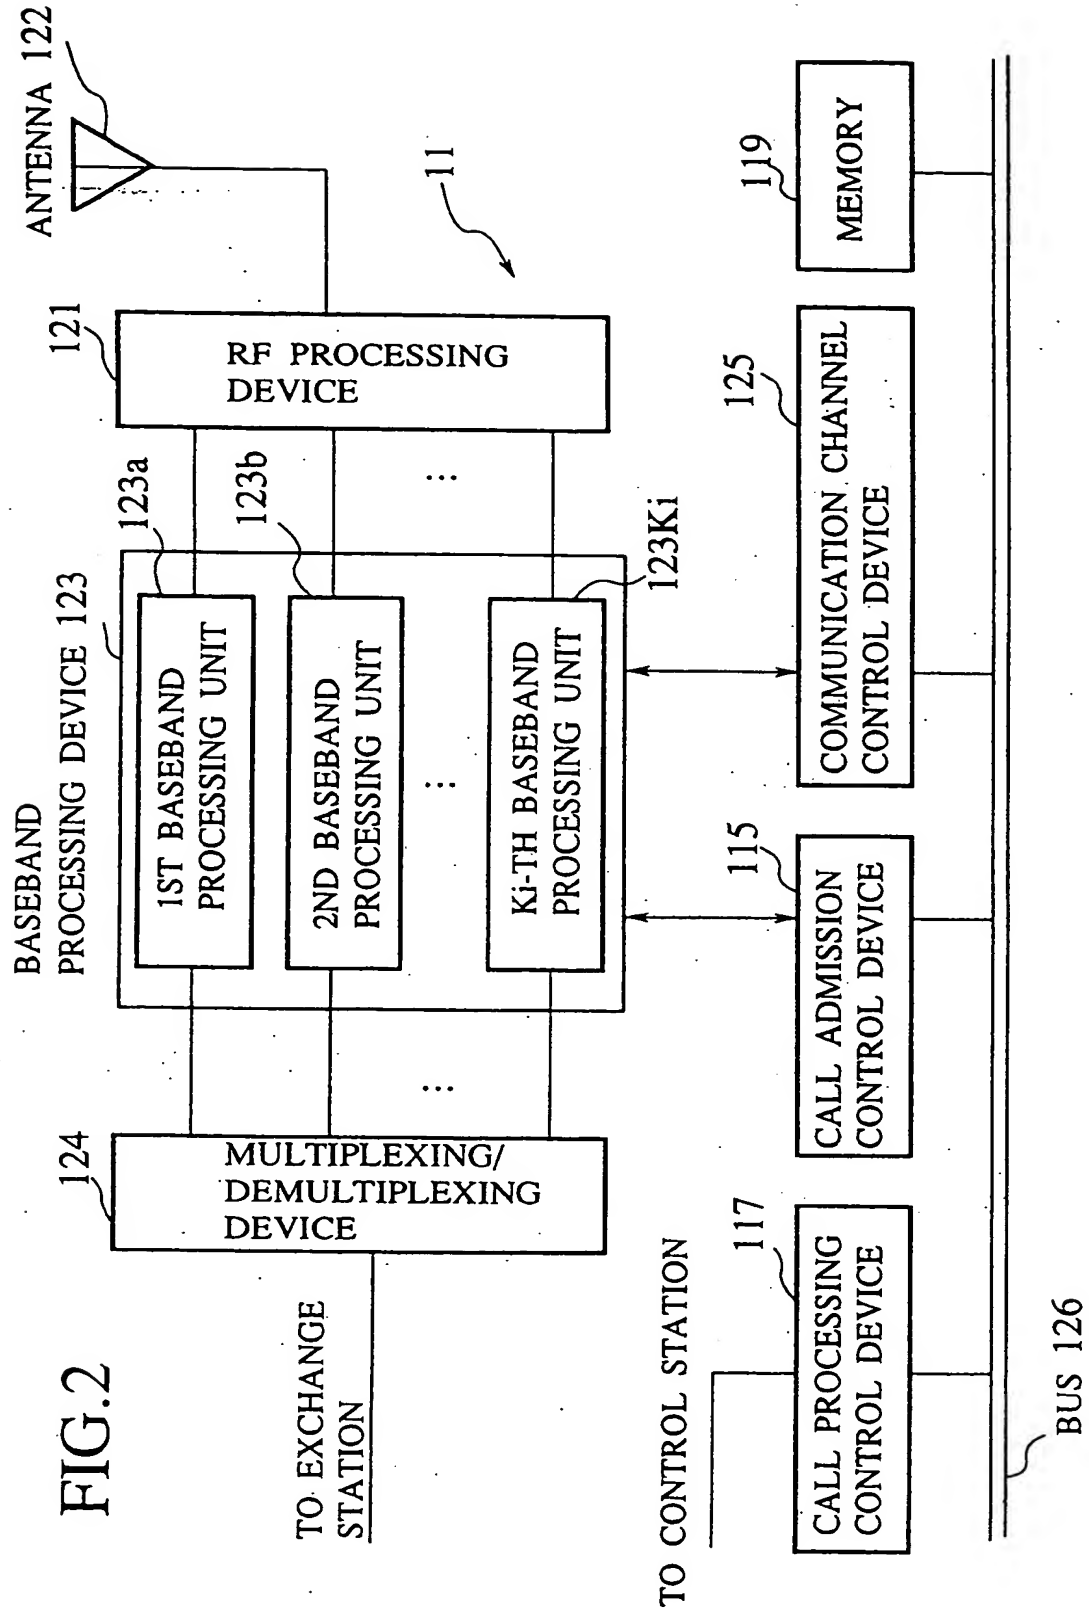 FIG.2
ANTENNA 122
11
121
RF PROCESSING
DEVICE
BASEBAND
PROCESSING DEVICE 123
123a
1ST BASEBAND
PROCESSING UNIT
123b
2ND BASEBAND
PROCESSING UNIT
...
...
...
123Ki
Ki-TH BASEBAND
PROCESSING UNIT
124
MULTIPLEXING/
DEMULTIPLEXING
DEVICE
TO EXCHANGE
STATION
TO CONTROL STATION
117
CALL PROCESSING
CONTROL DEVICE
115
CALL ADMISSION
CONTROL DEVICE
125
COMMUNICATION CHANNEL
CONTROL DEVICE
119
MEMORY
BUS 126